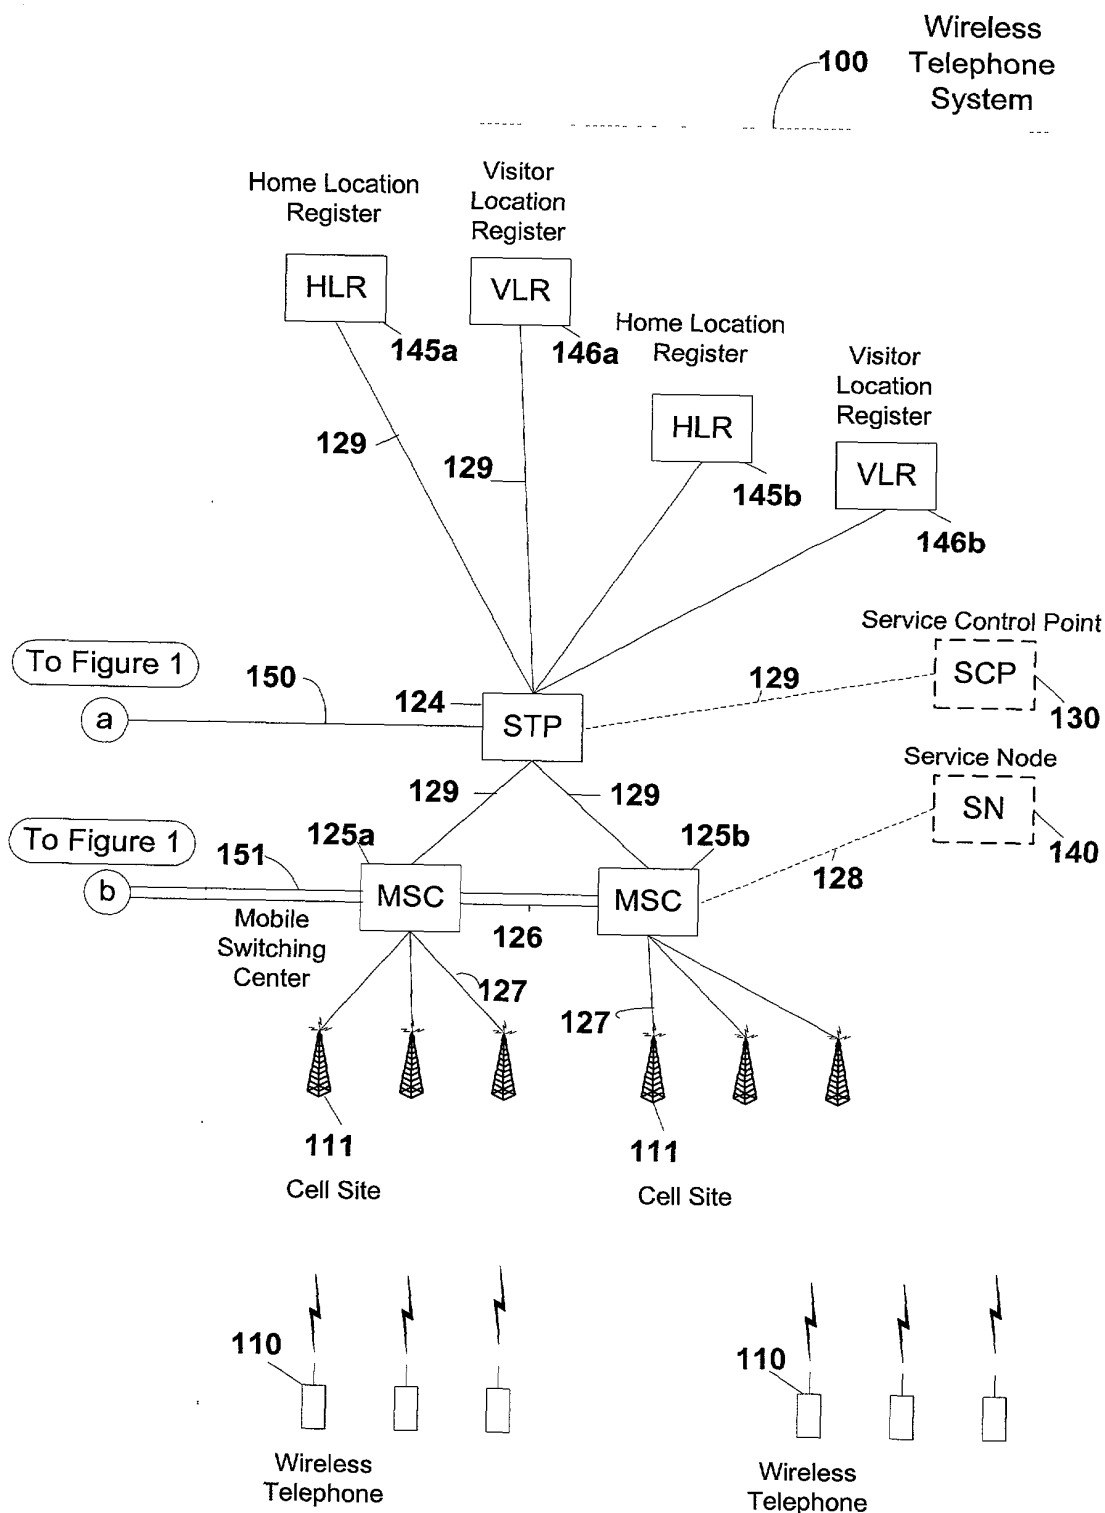 Wireless
Telephone
System
100
Home Location
Register
Visitor
Location
Register
HLR
VLR
145a
146a
Home Location
Register
Visitor
Location
Register
HLR
VLR
129
129
145b
146b
Service Control Point
To Figure 1
150
124
129
SCP
a
STP
130
Service Node
129
129
SN
To Figure 1
151
125a
125b
128
140
b
MSC
MSC
126
Mobile
Switching
Center
127
127
111
111
Cell Site
Cell Site
110
110
Wireless
Telephone
Wireless
Telephone